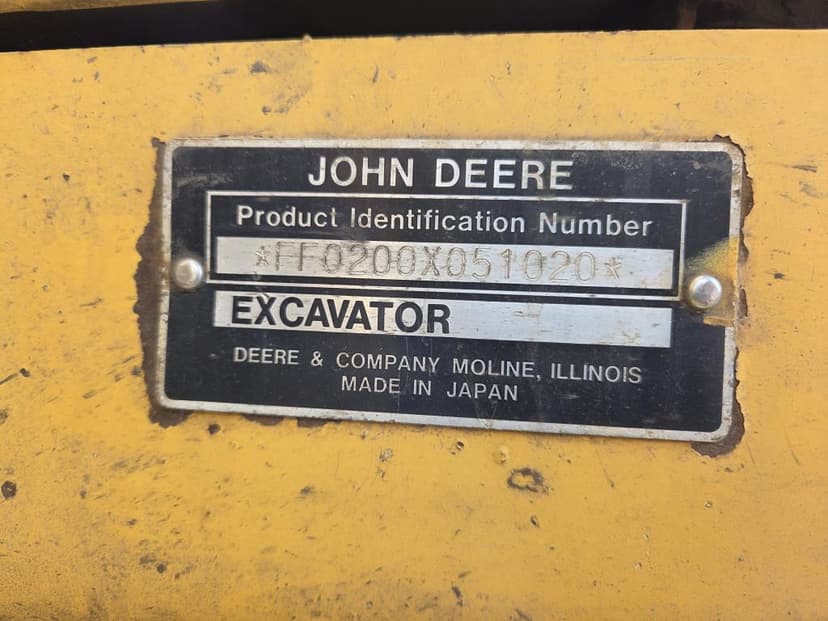 JOHN DEERE
Product Identification Number
*FF0200X051020*
EXCAVATOR
DEERE & COMPANY MOLINE, ILLINOIS
MADE IN JAPAN